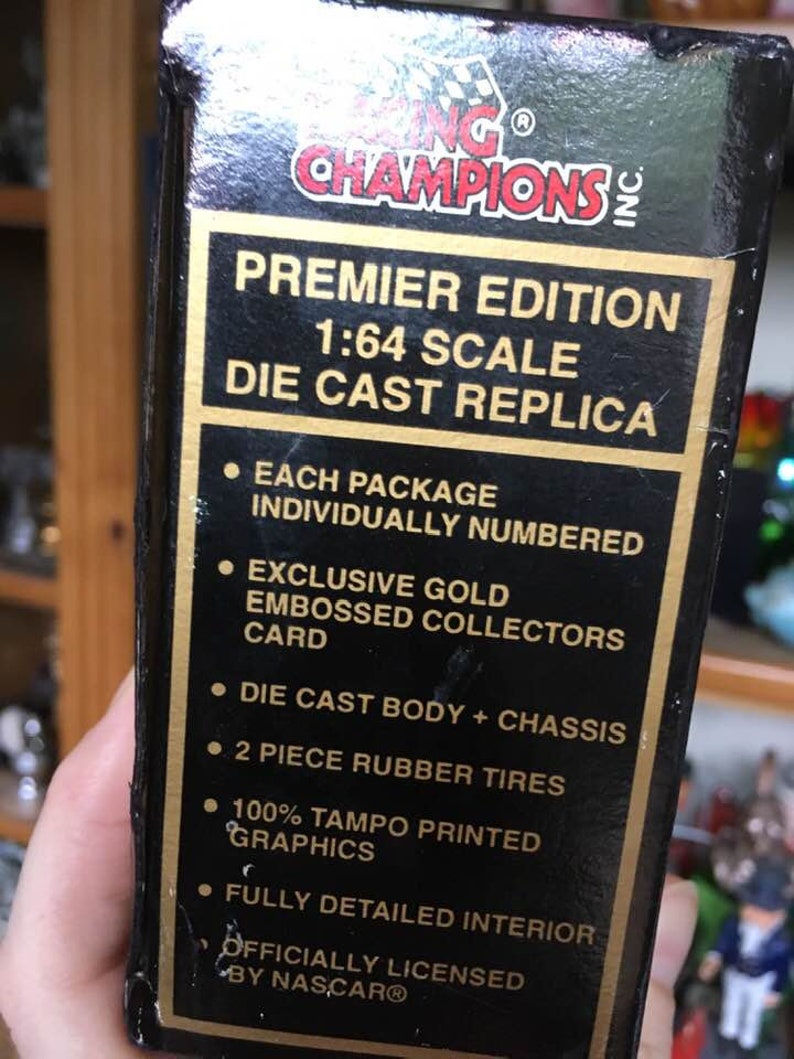 CHAMPIONS INC.
®
PREMIER EDITION
1:64 SCALE
DIE CAST REPLICA
• EACH PACKAGE
INDIVIDUALLY NUMBERED
• EXCLUSIVE GOLD
EMBOSSED COLLECTORS
CARD
• DIE CAST BODY + CHASSIS
• 2 PIECE RUBBER TIRES
• 100% TAMPO PRINTED
GRAPHICS
• FULLY DETAILED INTERIOR
• OFFICIALLY LICENSED
BY NASCAR®